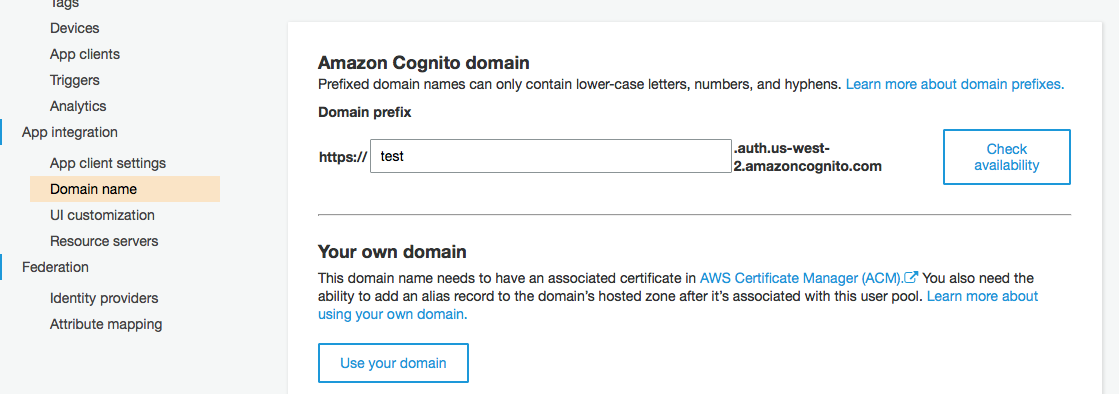 Tags
Devices
App clients
Triggers
Analytics
App integration
App client settings
Domain name
UI customization
Resource servers
Federation
Identity providers
Attribute mapping
Amazon Cognito domain
Prefixed domain names can only contain lower-case letters, numbers, and hyphens. Learn more about domain prefixes.
Domain prefix
https://
test
.auth.us-west-
2.amazoncognito.com
Check
availability
Your own domain
This domain name needs to have an associated certificate in AWS Certificate Manager (ACM). You also need the
ability to add an alias record to the domain's hosted zone after it's associated with this user pool. Learn more about
using your own domain.
Use your domain